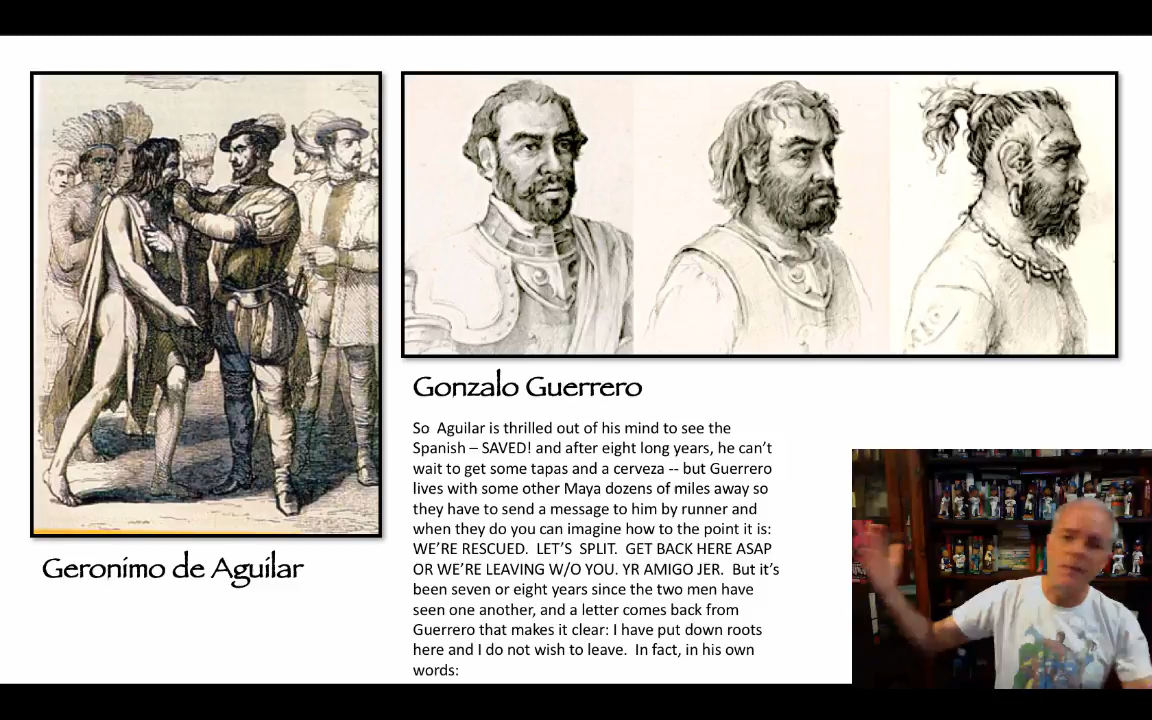 Geronimo de Aguilar
Gonzalo Guerrero
So Aguilar is thrilled out of his mind to see the
Spanish – SAVED! and after eight long years, he can't
wait to get some tapas and a cerveza -- but Guerrero
lives with some other Maya dozens of miles away so
they have to send a message to him by runner and
when they do you can imagine how to the point it is:
WE'RE RESCUED. LET'S SPLIT. GET BACK HERE ASAP
OR WE'RE LEAVING W/O YOU. YR AMIGO JER. But it's
been seven or eight years since the two men have
seen one another, and a letter comes back from
Guerrero that makes it clear: I have put down roots
here and I do not wish to leave. In fact, in his own
words: